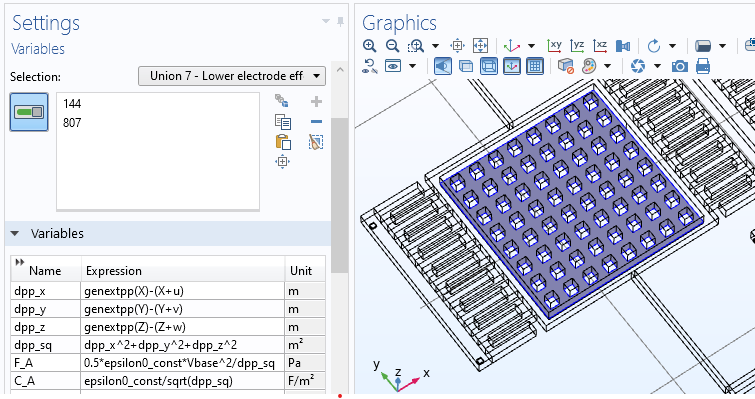 Settings
Variables
Selection:
Union 7 - Lower electrode eff
144
807
Variables
Name Expression Unit
dpp_x genextpp(X)-(X+u) m
dpp_y genextpp(Y)-(Y+v) m
dpp_z genextpp(Z)-(Z+w) m
dpp_sq dpp_x^2+dpp_y^2+dpp_z^2 m²
F_A 0.5*epsilon0_const*Vbase^2/dpp_sq Pa
C_A epsilon0_const/sqrt(dpp_sq) F/m²
Graphics
xy yz xz
y z x